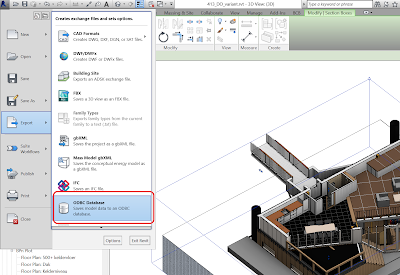 413_DO_variant.rvt - 3D View: {3D}
Type a keyword or phrase
Massing & Site
Collaborate
View
Manage
Add-Ins
BOS
Modify | Section Boxes
Modify
View
Measure
Create
New
Open
Save
Save As
Export
Suite Workflows
Publish
Print
Close
Creates exchange files and sets options.
CAD Formats
Creates DWG, DXF, DGN, or SAT files.
DWF/DWFx
Creates DWF or DWFx files.
Building Site
Exports an ADSK exchange file.
FBX
Saves a 3D view as an FBX file.
Family Types
Exports family types from the current family to a text (.txt) file.
gbXML
Saves the project as a gbXML file.
Mass Model gbXML
Saves the conceptual energy model as a gbXML file.
IFC
Saves an IFC file.
ODBC Database
Saves model data to an ODBC database.
Options
Exit Revit
Floor Plan: 500+ kolderdoor
Floor Plan: Dak
Floor Plan: Kelderniveau